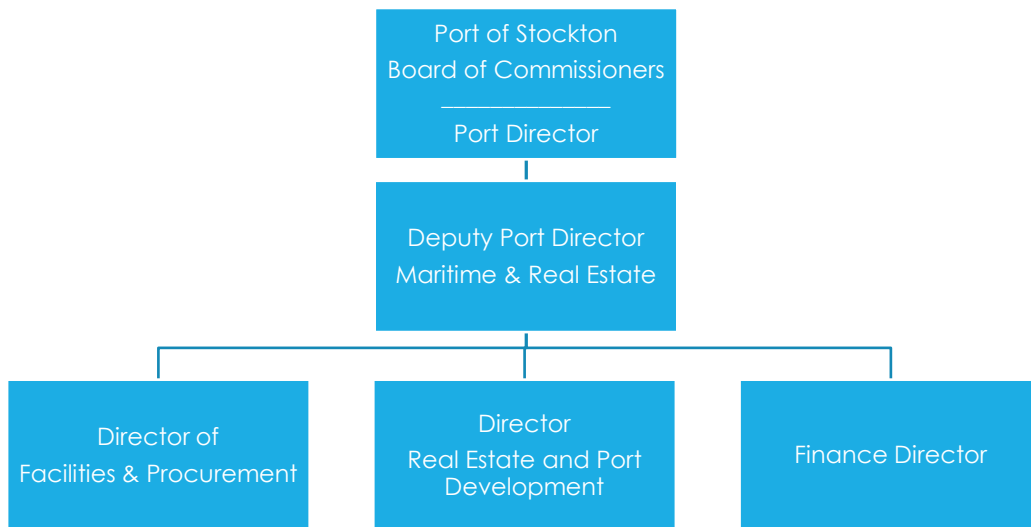 Port of Stockton
Board of Commissioners
______________
Port Director
Deputy Port Director
Maritime & Real Estate
Director of
Facilities & Procurement
Director
Real Estate and Port
Development
Finance Director